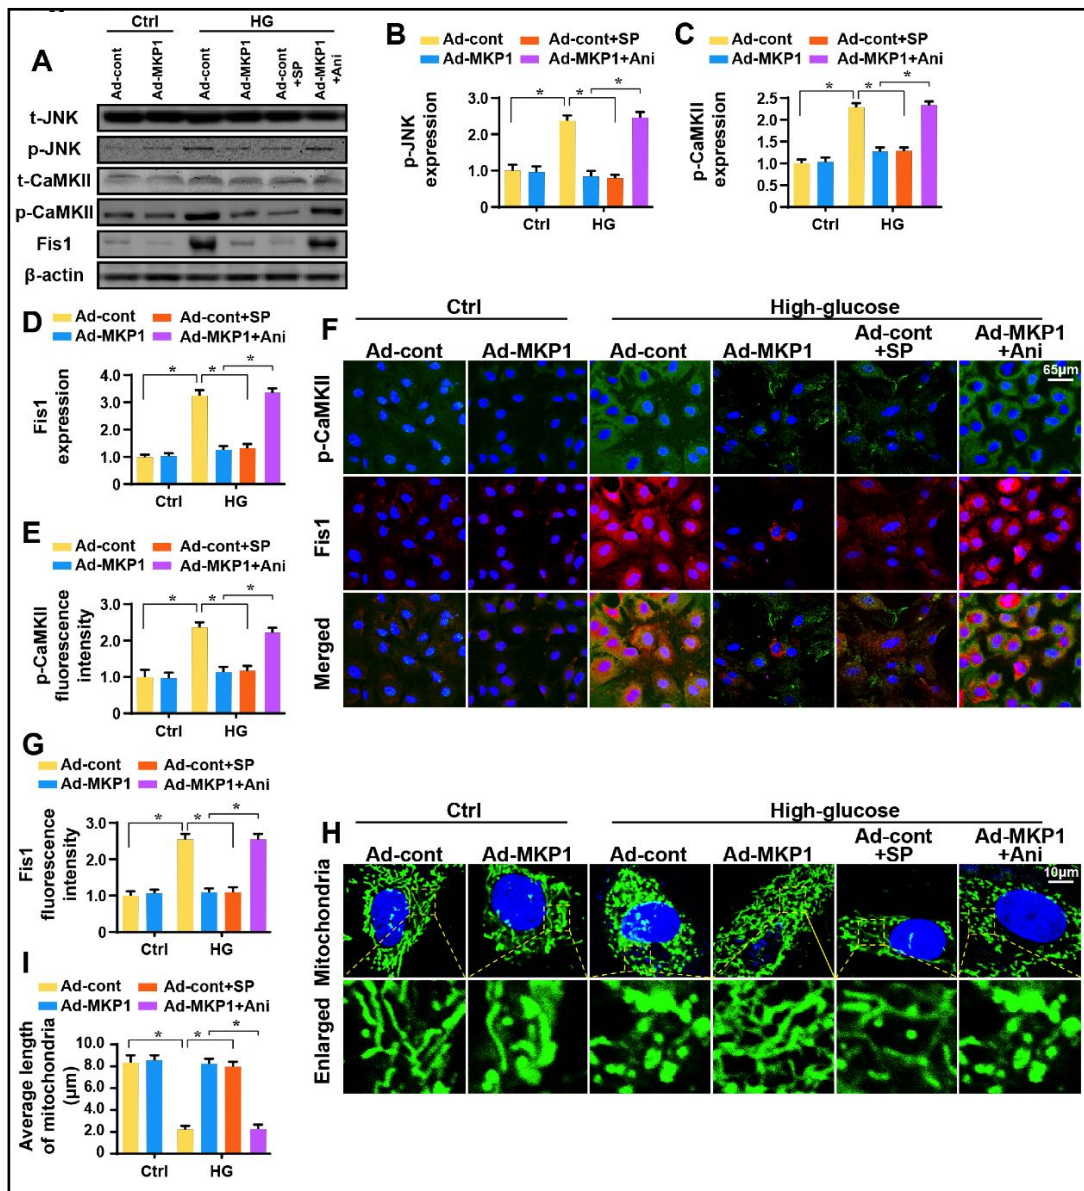 Ctrl HG
A Ad-cont Ad-MKP1 Ad-cont Ad-MKP1 Ad-cont +SP Ad-MKP1 +Ani
t-JNK
p-JNK
t-CaMKII
p-CaMKII
Fis1
β-actin
B Ad-cont Ad-cont+SP
Ad-MKP1 Ad-MKP1+Ani
p-JNK expression
* * *
3.0
2.0
1.0
0
Ctrl HG
C Ad-cont Ad-cont+SP
Ad-MKP1 Ad-MKP1+Ani
p-CaMKII expression
* * *
2.5
2.0
1.5
1.0
0.5
0
Ctrl HG
D Ad-cont Ad-cont+SP
Ad-MKP1 Ad-MKP1+Ani
Fis1 expression
* * *
4.0
3.0
2.0
1.0
0
Ctrl HG
E Ad-cont Ad-cont+SP
Ad-MKP1 Ad-MKP1+Ani
p-CaMKII fluorescence intensity
* * *
3.0
2.0
1.0
0
Ctrl HG
F Ctrl High-glucose
Ad-cont Ad-MKP1 Ad-cont Ad-MKP1 Ad-cont +SP Ad-MKP1 +Ani
65μm
p-CaMKII
Fis1
Merged
G Ad-cont Ad-cont+SP
Ad-MKP1 Ad-MKP1+Ani
Fis1 fluorescence intensity
* * *
3.0
2.0
1.0
0
Ctrl HG
H Ctrl High-glucose
Ad-cont Ad-MKP1 Ad-cont Ad-MKP1 Ad-cont +SP Ad-MKP1 +Ani
10μm
Mitochondria
Enlarged
I Ad-cont Ad-cont+SP
Ad-MKP1 Ad-MKP1+Ani
Average length of mitochondria (μm)
* * *
10.0
8.0
6.0
4.0
2.0
0
Ctrl HG